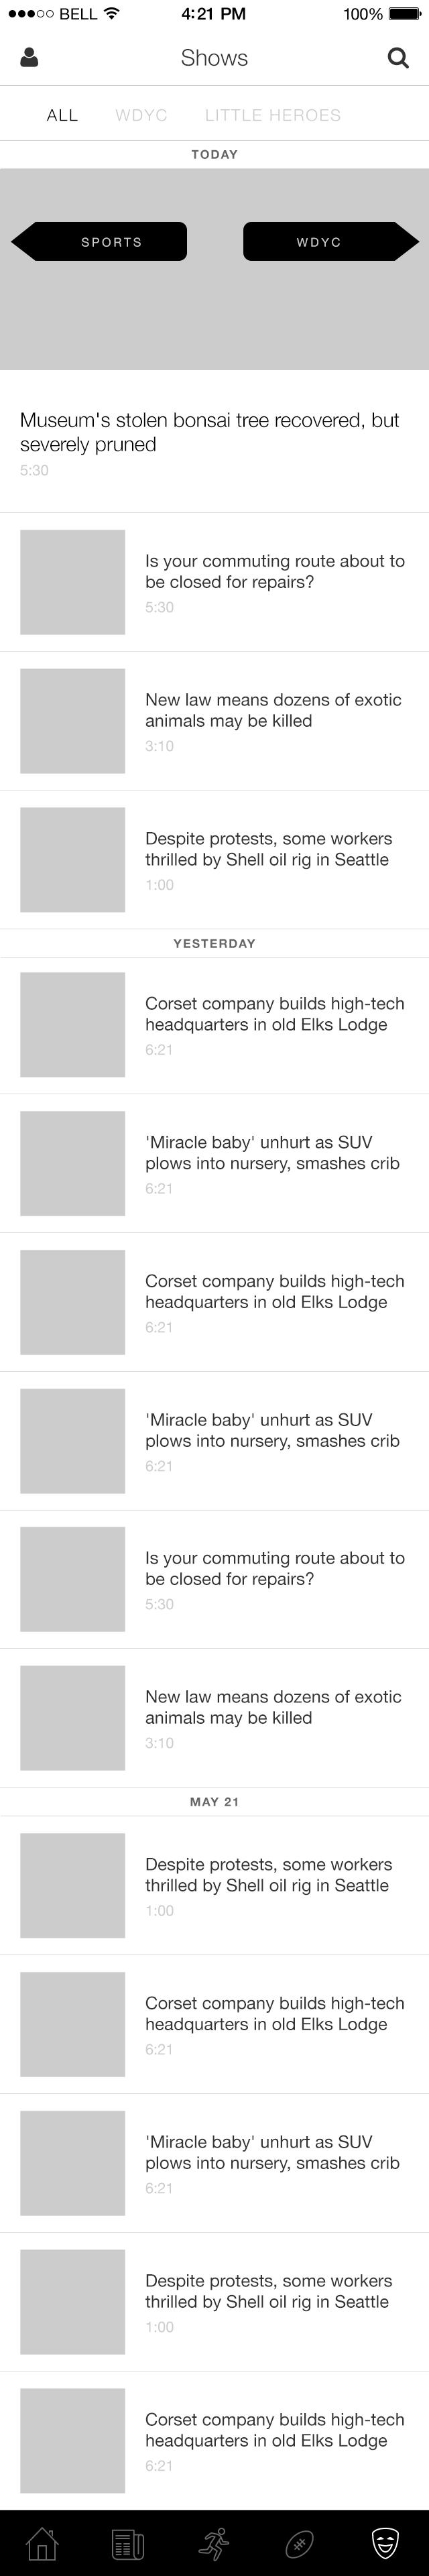 BELL 4:21 PM 100%
Shows
ALL WDYC LITTLE HEROES
TODAY
SPORTS WDYC
Museum's stolen bonsai tree recovered, but
severely pruned
5:30
Is your commuting route about to
be closed for repairs?
5:30
New law means dozens of exotic
animals may be killed
3:10
Despite protests, some workers
thrilled by Shell oil rig in Seattle
1:00
YESTERDAY
Corset company builds high-tech
headquarters in old Elks Lodge
6:21
'Miracle baby' unhurt as SUV
plows into nursery, smashes crib
6:21
Corset company builds high-tech
headquarters in old Elks Lodge
6:21
'Miracle baby' unhurt as SUV
plows into nursery, smashes crib
6:21
Is your commuting route about to
be closed for repairs?
5:30
New law means dozens of exotic
animals may be killed
3:10
MAY 21
Despite protests, some workers
thrilled by Shell oil rig in Seattle
1:00
Corset company builds high-tech
headquarters in old Elks Lodge
6:21
'Miracle baby' unhurt as SUV
plows into nursery, smashes crib
6:21
Despite protests, some workers
thrilled by Shell oil rig in Seattle
1:00
Corset company builds high-tech
headquarters in old Elks Lodge
6:21